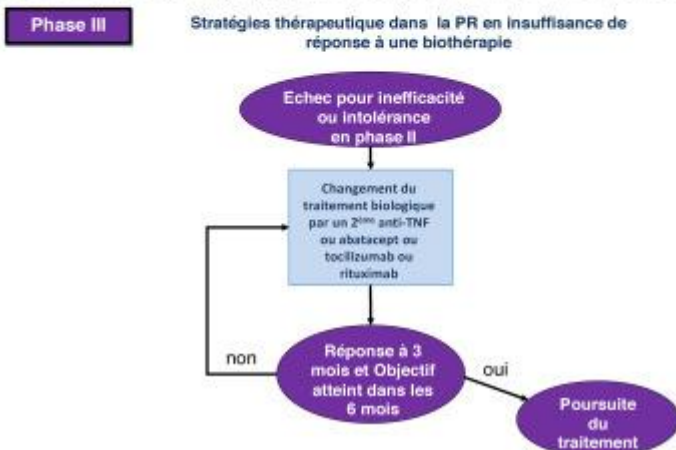 Phase III
Stratégies thérapeutique dans la PR en insuffisance de
réponse à une biothérapie
Echec pour inefficacité
ou intolérance
en phase II
Changement du
traitement biologique
par un 2ème anti-TNF
ou abatacept ou
tocilizumab ou
rituximab
non
Réponse à 3
mois et Objectif
atteint dans les
6 mois
oui
Poursuite
du
traitement